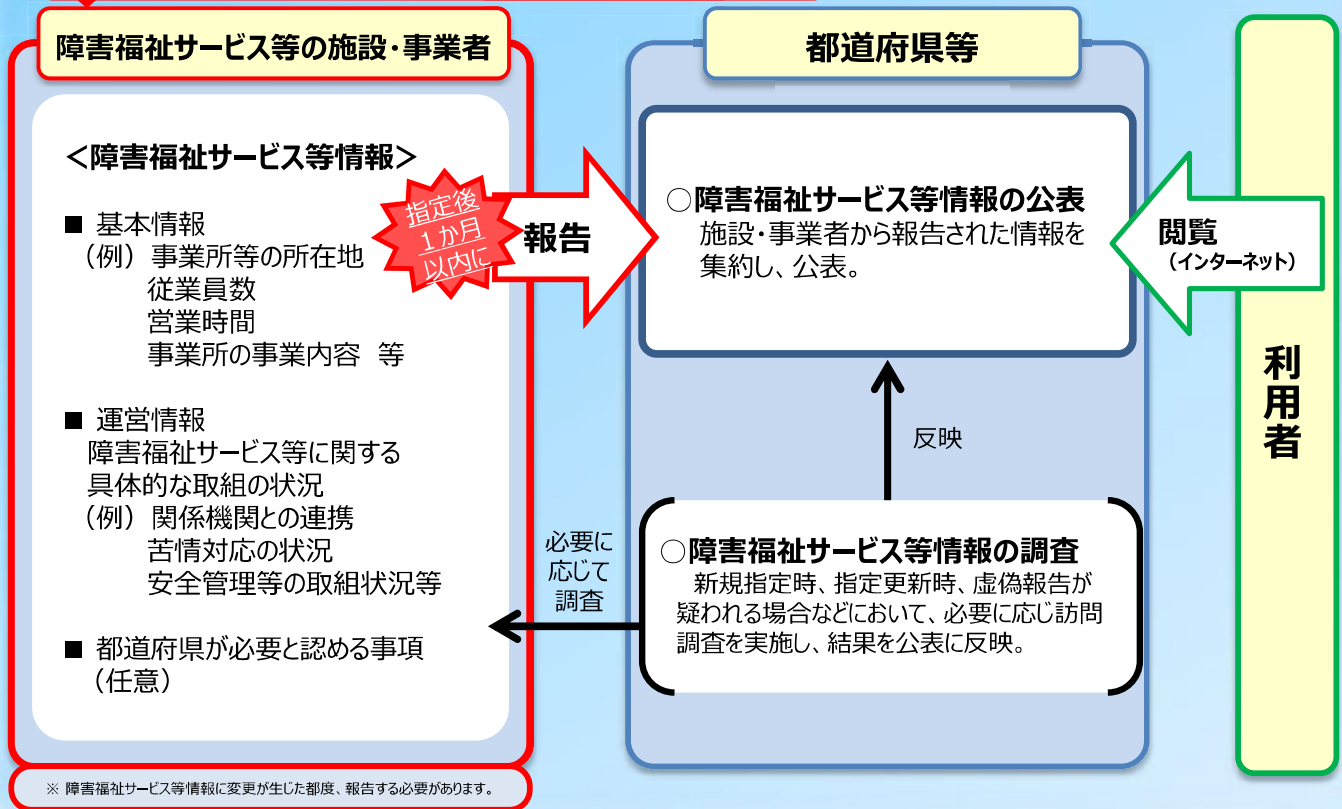 障害福祉サービス等の施設・事業者
＜障害福祉サービス等情報＞
■ 基本情報
（例）事業所等の所在地
従業員数
営業時間
事業所の事業内容 等
■ 運営情報
障害福祉サービス等に関する
具体的な取組の状況
（例）関係機関との連携
苦情対応の状況
安全管理等の取組状況等
■ 都道府県が必要と認める事項
（任意）
※ 障害福祉サービス等情報に変更が生じた都度、報告する必要があります。
指定後
１か月
以内に
報告
必要に
応じて
調査
都道府県等
○障害福祉サービス等情報の公表
施設・事業者から報告された情報を
集約し、公表。
反映
○障害福祉サービス等情報の調査
新規指定時、指定更新時、虚偽報告が
疑われる場合などにおいて、必要に応じ訪問
調査を実施し、結果を公表に反映。
閲覧
（インターネット）
利用者